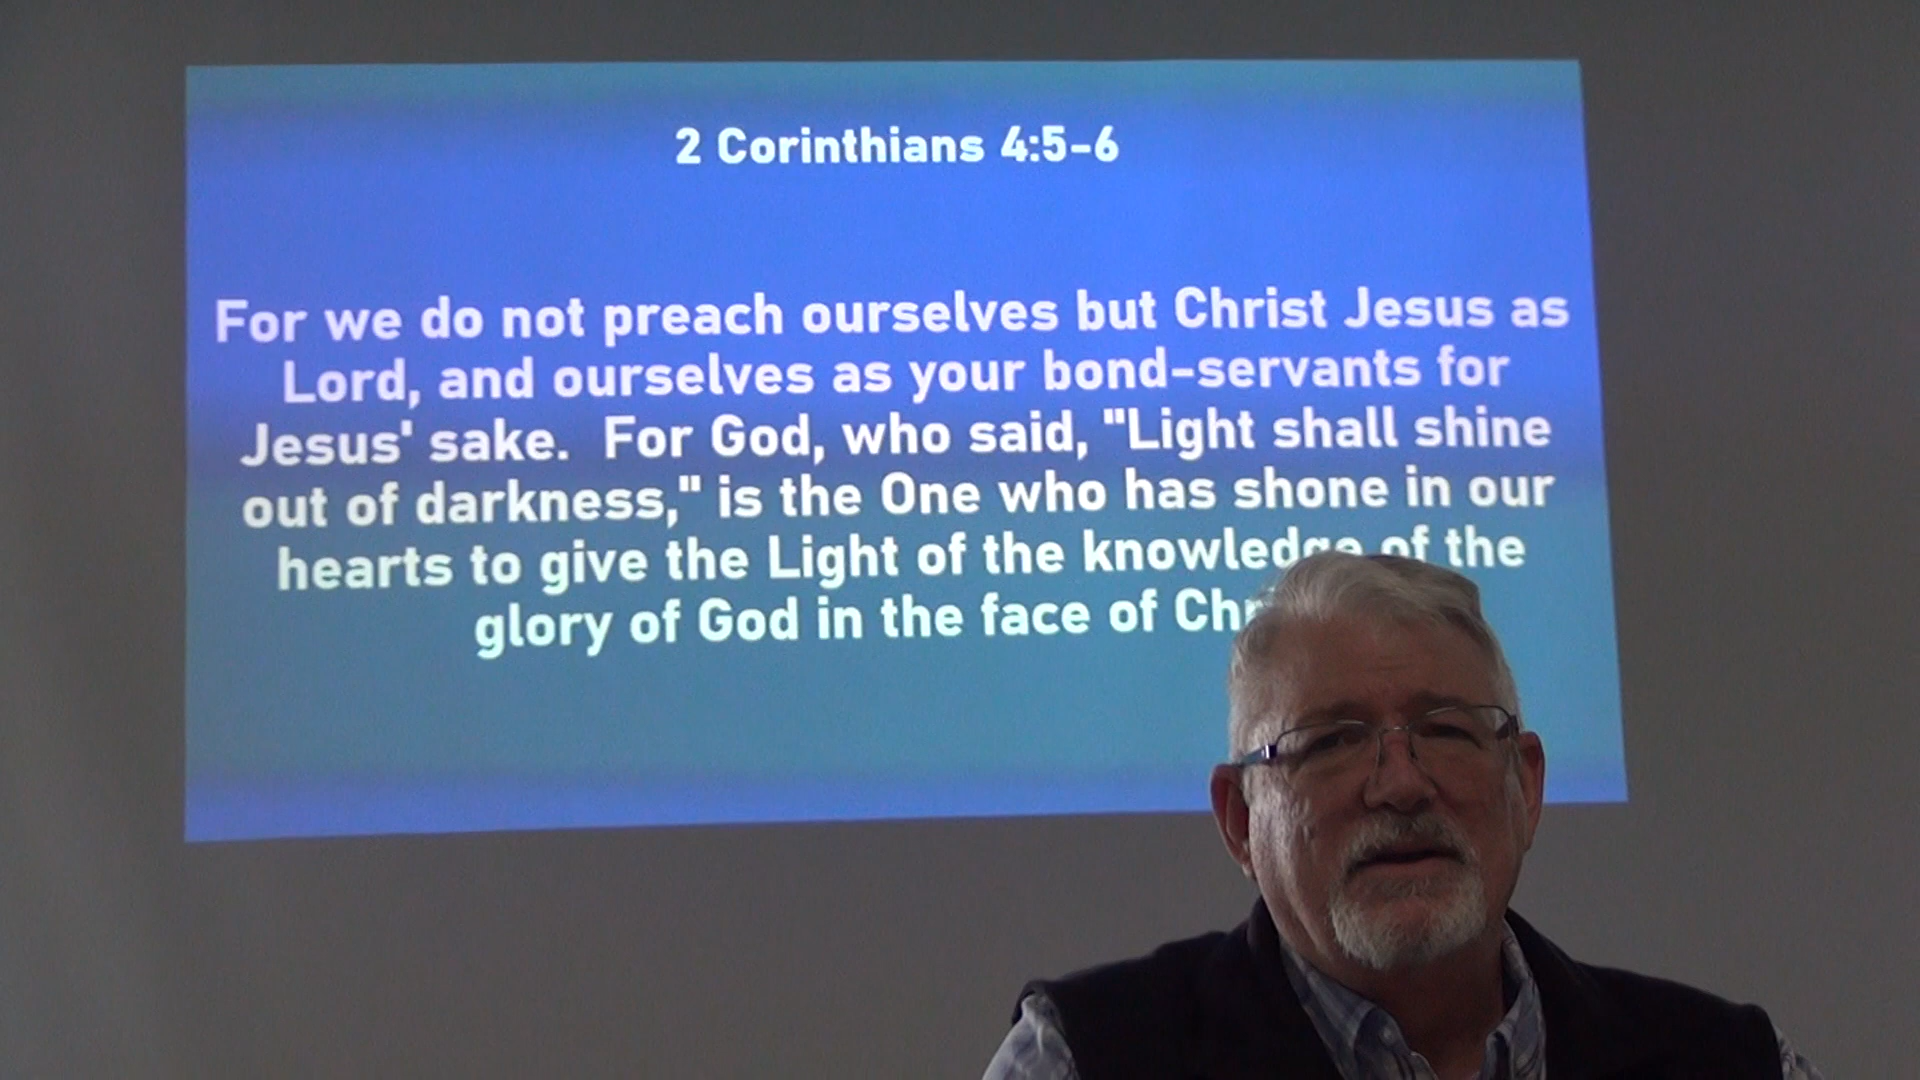 2 Corinthians 4:5-6
For we do not preach ourselves but Christ Jesus as
Lord, and ourselves as your bond-servants for
Jesus' sake. For God, who said, "Light shall shine
out of darkness," is the One who has shone in our
hearts to give the Light of the knowledge of the
glory of God in the face of